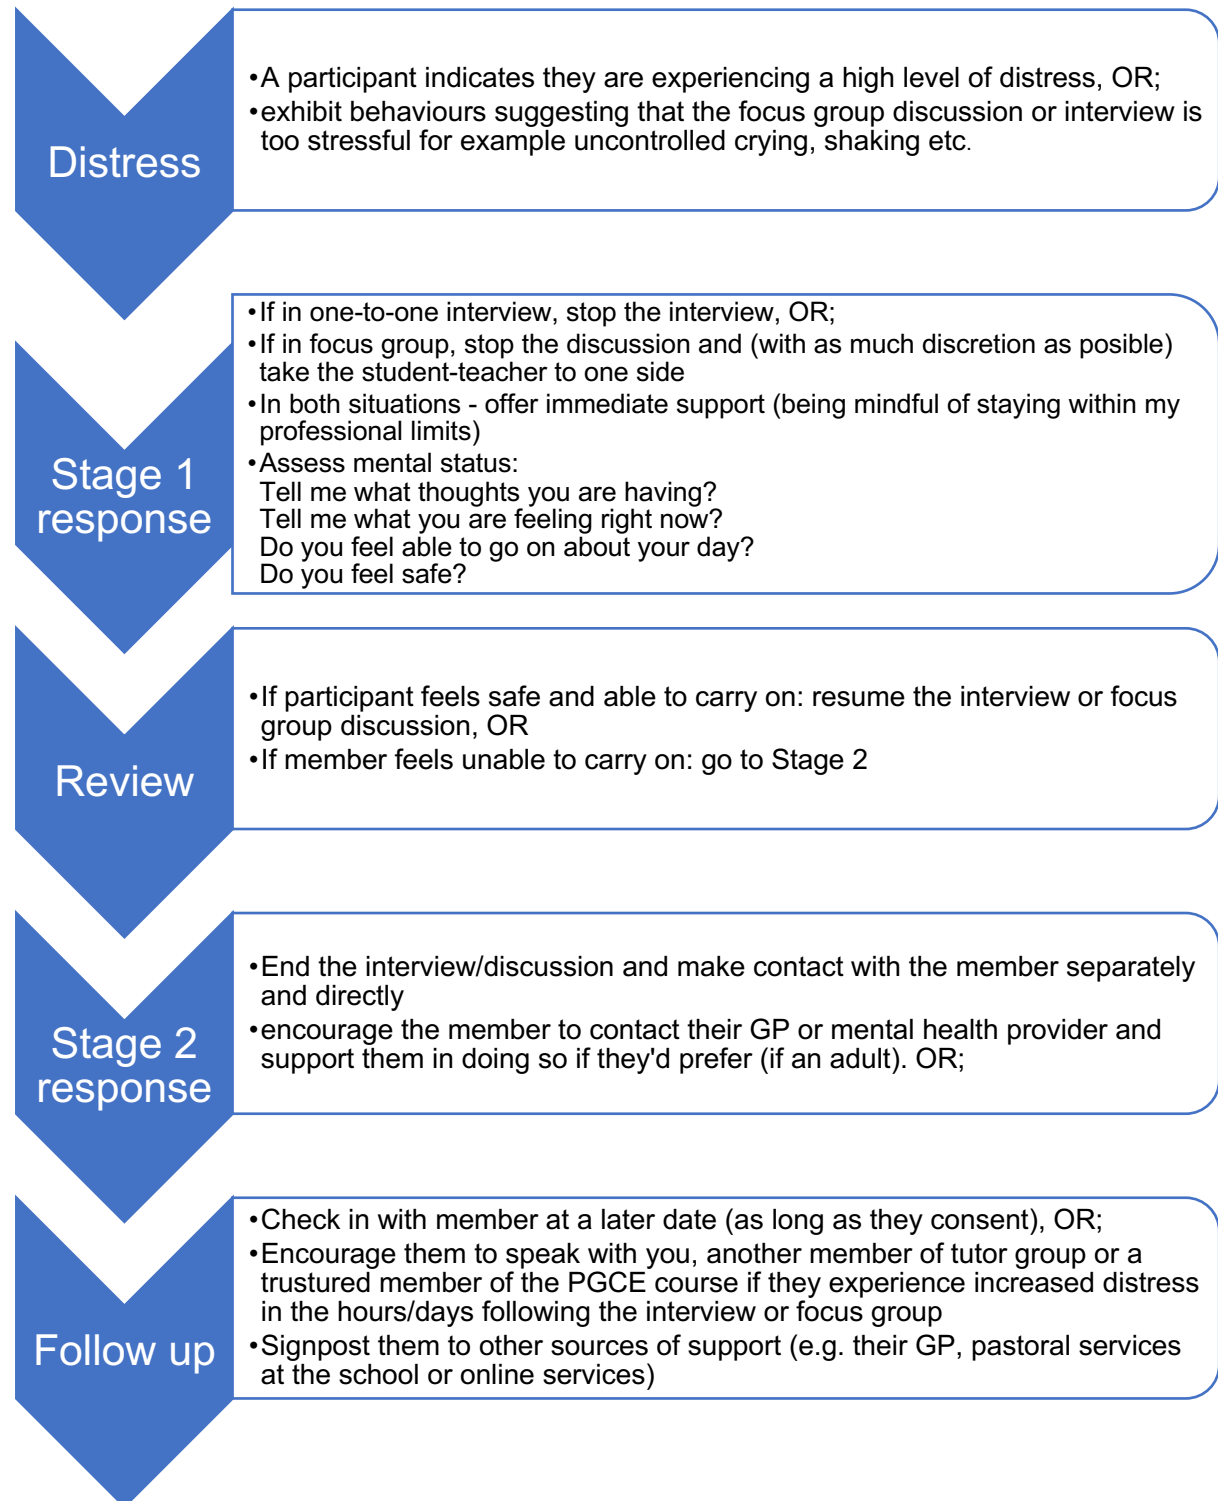 Distress
•A participant indicates they are experiencing a high level of distress, OR;
•exhibit behaviours suggesting that the focus group discussion or interview is
too stressful for example uncontrolled crying, shaking etc.
Stage 1
response
•If in one-to-one interview, stop the interview, OR;
•If in focus group, stop the discussion and (with as much discretion as posible)
take the student-teacher to one side
•In both situations - offer immediate support (being mindful of staying within my
professional limits)
•Assess mental status:
Tell me what thoughts you are having?
Tell me what you are feeling right now?
Do you feel able to go on about your day?
Do you feel safe?
Review
•If participant feels safe and able to carry on: resume the interview or focus
group discussion, OR
•If member feels unable to carry on: go to Stage 2
Stage 2
response
•End the interview/discussion and make contact with the member separately
and directly
•encourage the member to contact their GP or mental health provider and
support them in doing so if they'd prefer (if an adult). OR;
Follow up
•Check in with member at a later date (as long as they consent), OR;
•Encourage them to speak with you, another member of tutor group or a
trustured member of the PGCE course if they experience increased distress
in the hours/days following the interview or focus group
•Signpost them to other sources of support (e.g. their GP, pastoral services
at the school or online services)